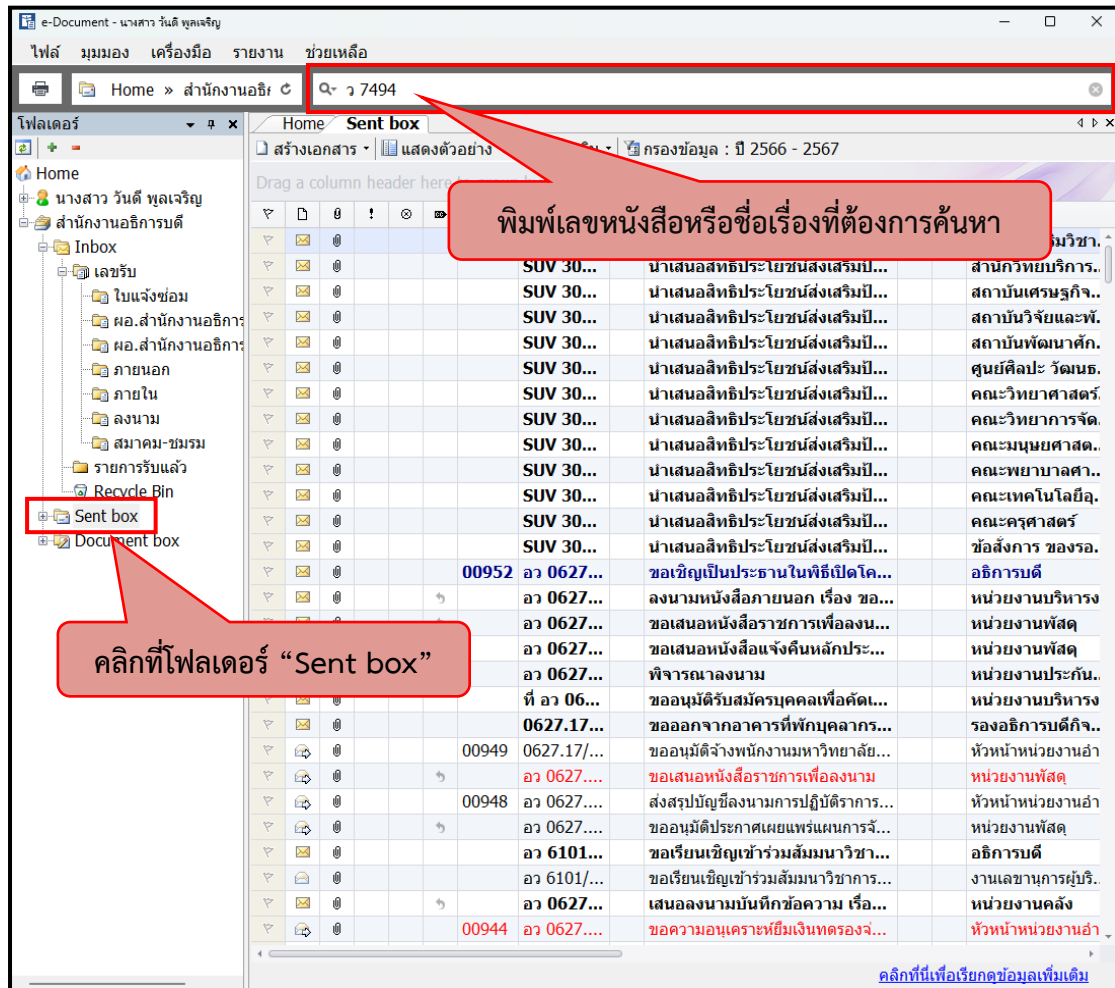 e-Document - นางสาว วันดี พูลเจริญ
ไฟล์ มุมมอง เครื่องมือ รายงาน ช่วยเหลือ
Home » สำนักงานอธิ
ว 7494
โฟลเดอร์
Home Sent box
สร้างเอกสาร แสดงตัวอย่าง กรองข้อมูล : ปี 2566 - 2567
Drag a column header here
พิมพ์เลขหนังสือหรือชื่อเรื่องที่ต้องการค้นหา
Home
นางสาว วันดี พูลเจริญ
สำนักงานอธิการบดี
Inbox
เลขรับ
ใบแจ้งซ่อม
ผอ.สำนักงานอธิการ
ผอ.สำนักงานอธิการ
ภายนอก
ภายใน
ลงนาม
สมาคม-ชมรม
รายการรับแล้ว
Recycle Bin
Sent box
Document box
คลิกที่โฟลเดอร์ “Sent box”
SUV 30... นำเสนอสิทธิประโยชน์ส่งเสริมป้... สำนักวิทยบริการ..
SUV 30... นำเสนอสิทธิประโยชน์ส่งเสริมป้... สถาบันเศรษฐกิจ..
SUV 30... นำเสนอสิทธิประโยชน์ส่งเสริมป้... สถาบันวิจัยและพั.
SUV 30... นำเสนอสิทธิประโยชน์ส่งเสริมป้... สถาบันพัฒนาศัก.
SUV 30... นำเสนอสิทธิประโยชน์ส่งเสริมป้... ศูนย์ศิลปะ วัฒนธ.
SUV 30... นำเสนอสิทธิประโยชน์ส่งเสริมป้... คณะวิทยาศาสตร์.
SUV 30... นำเสนอสิทธิประโยชน์ส่งเสริมป้... คณะวิทยาการจัด.
SUV 30... นำเสนอสิทธิประโยชน์ส่งเสริมป้... คณะมนุษยศาสต..
SUV 30... นำเสนอสิทธิประโยชน์ส่งเสริมป้... คณะพยาบาลศา...
SUV 30... นำเสนอสิทธิประโยชน์ส่งเสริมป้... คณะเทคโนโลยีอุ.
SUV 30... นำเสนอสิทธิประโยชน์ส่งเสริมป้... คณะครุศาสตร์
SUV 30... นำเสนอสิทธิประโยชน์ส่งเสริมป้... ข้อสั่งการ ของรอ.
00952 อว 0627... ขอเชิญเป็นประธานในพิธีเปิดโค... อธิการบดี
อว 0627... ลงนามหนังสือภายนอก เรื่อง ขอ... หน่วยงานบริหารง
อว 0627... ขอเสนอหนังสือราชการเพื่อลงน... หน่วยงานพัสดุ
อว 0627... ขอเสนอหนังสือแจ้งคืนหลักประ... หน่วยงานพัสดุ
อว 0627... พิจารณาลงนาม หน่วยงานประกัน..
ที่ อว 06... ขออนุมัติรับสมัครบุคคลเพื่อคัดเ... หน่วยงานบริหารง
0627.17... ขอออกจากอาคารที่พักบุคลากร... รองอธิการบดีกิจ..
00949 0627.17/... ขออนุมัติจ้างพนักงานมหาวิทยาลัย... หัวหน้าหน่วยงานอำ
อว 0627.... ขอเสนอหนังสือราชการเพื่อลงนาม หน่วยงานพัสดุ
00948 อว 0627.... ส่งสรุปบัญชีลงนามการปฏิบัติราชการ... หัวหน้าหน่วยงานอำ
อว 0627.... ขออนุมัติประกาศเผยแพร่แผนการจั... หน่วยงานพัสดุ
อว 6101... ขอเรียนเชิญเข้าร่วมสัมมนาวิชา... อธิการบดี
อว 6101/... ขอเรียนเชิญเข้าร่วมสัมมนาวิชาการ... งานเลขานุการผู้บริ..
อว 0627... เสนอลงนามบันทึกข้อความ เรื่อ... หน่วยงานคลัง
00944 อว 0627.... ขอความอนุเคราะห์ยืมเงินทดรองจ่... หัวหน้าหน่วยงานอำ
คลิกที่นี่เพื่อเรียกดูข้อมูลเพิ่มเติม